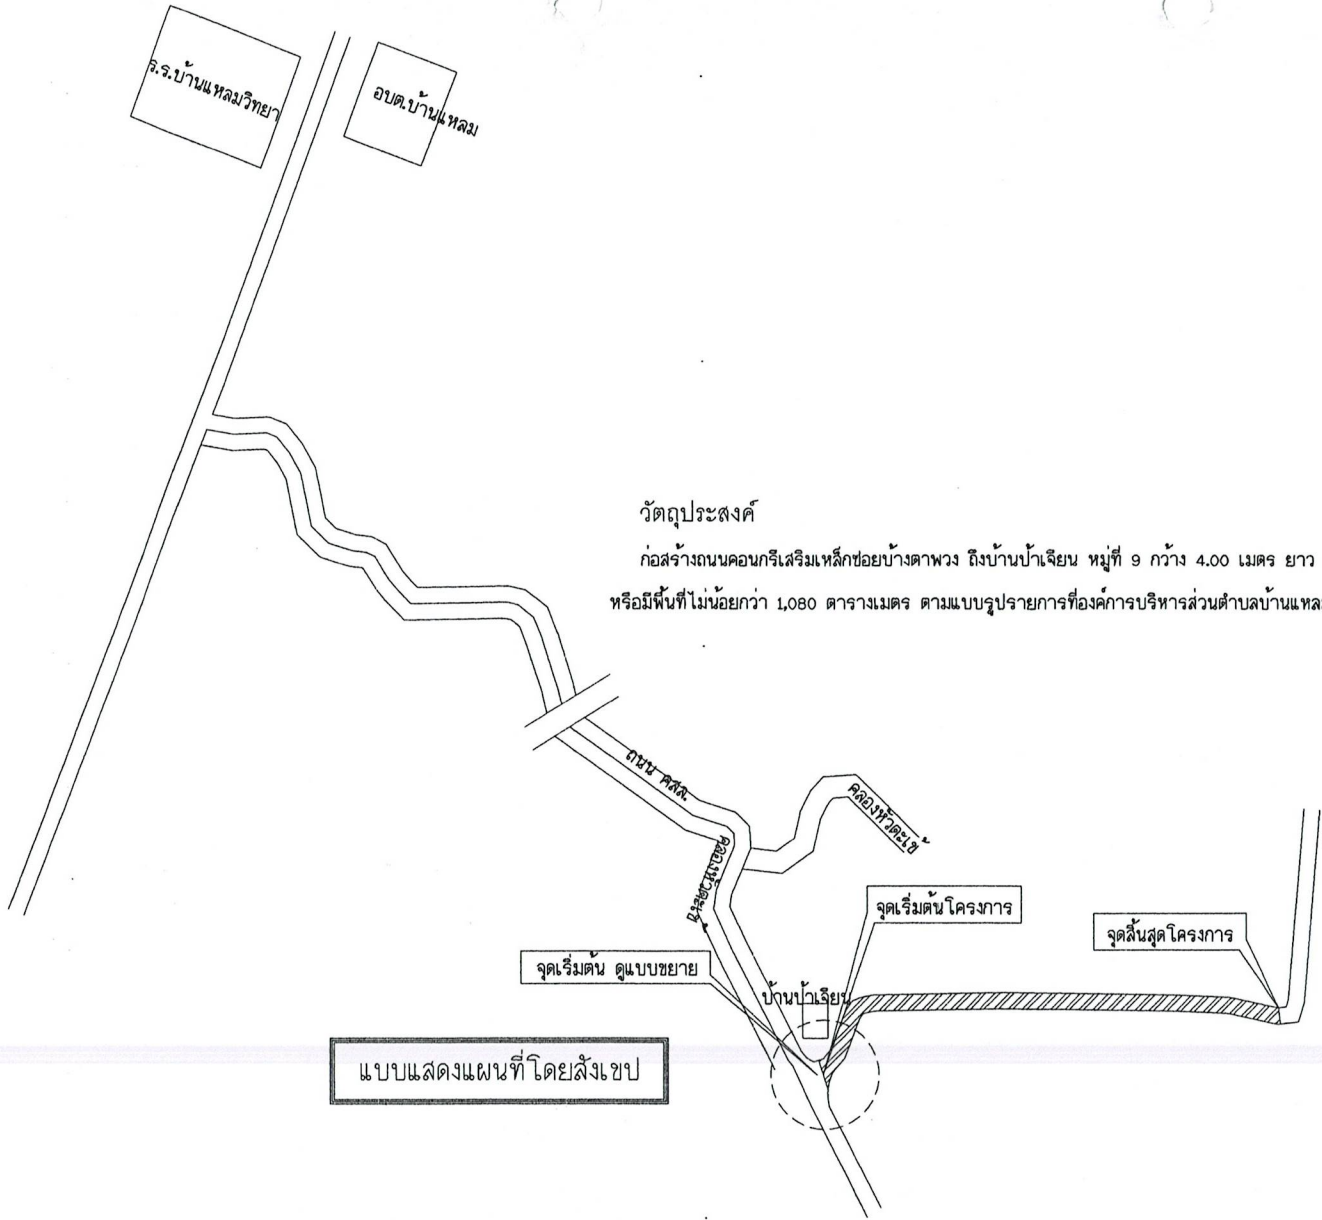 ร.ร.บ้านแหลมวิทยา
อบต.บ้านแหลม
วัตถุประสงค์
ก่อสร้างถนนคอนกรีเสริมเหล็กซ่อยบ้างตาพวง ถึงบ้านป้าเจียน หมู่ที่ 9 กว้าง 4.00 เมตร ยาว
หรือมีพื้นที่ไม่น้อยกว่า 1,080 ตารางเมตร ตามแบบรูปรายการที่องค์การบริหารส่วนตำบลบ้านแหล
ถนน คสล.
คลองหัวตะเข้
คลองหัวตะเข้
จุดเริ่มต้นโครงการ
จุดสิ้นสุดโครงการ
จุดเริ่มต้น ดูแบบขยาย
บ้านป้าเจียน
แบบแสดงแผนที่โดยสังเขป